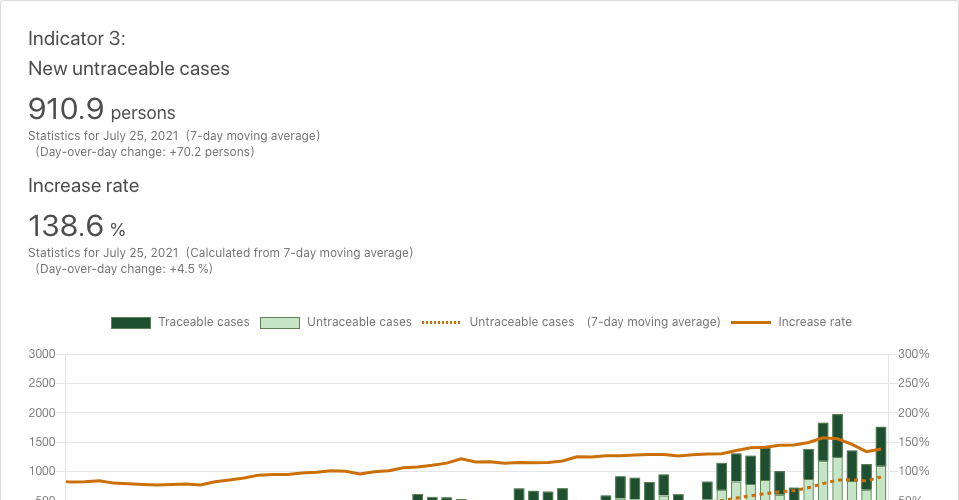 Indicator 3:
New untraceable cases
910.9 persons
Statistics for July 25, 2021 (7-day moving average)
(Day-over-day change: +70.2 persons)
Increase rate
138.6 %
Statistics for July 25, 2021 (Calculated from 7-day moving average)
(Day-over-day change: +4.5 %)
Traceable cases Untraceable cases Untraceable cases (7-day moving average) Increase rate
3000 300%
2500 250%
2000 200%
1500 150%
1000 100%
500 50%